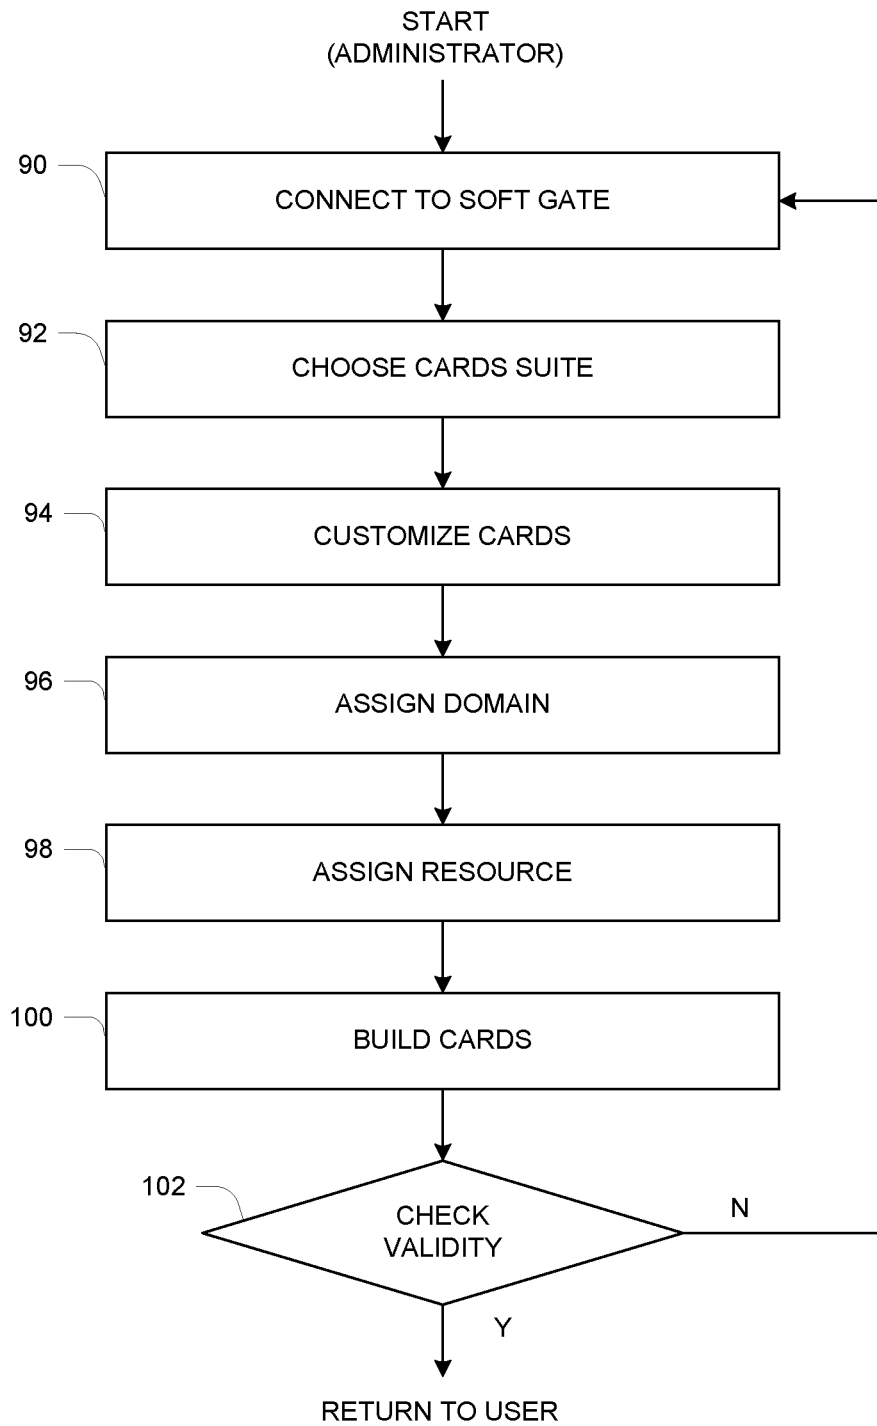 START
(ADMINISTRATOR)
90
CONNECT TO SOFT GATE
92
CHOOSE CARDS SUITE
94
CUSTOMIZE CARDS
96
ASSIGN DOMAIN
98
ASSIGN RESOURCE
100
BUILD CARDS
102
CHECK
VALIDITY
N
Y
RETURN TO USER